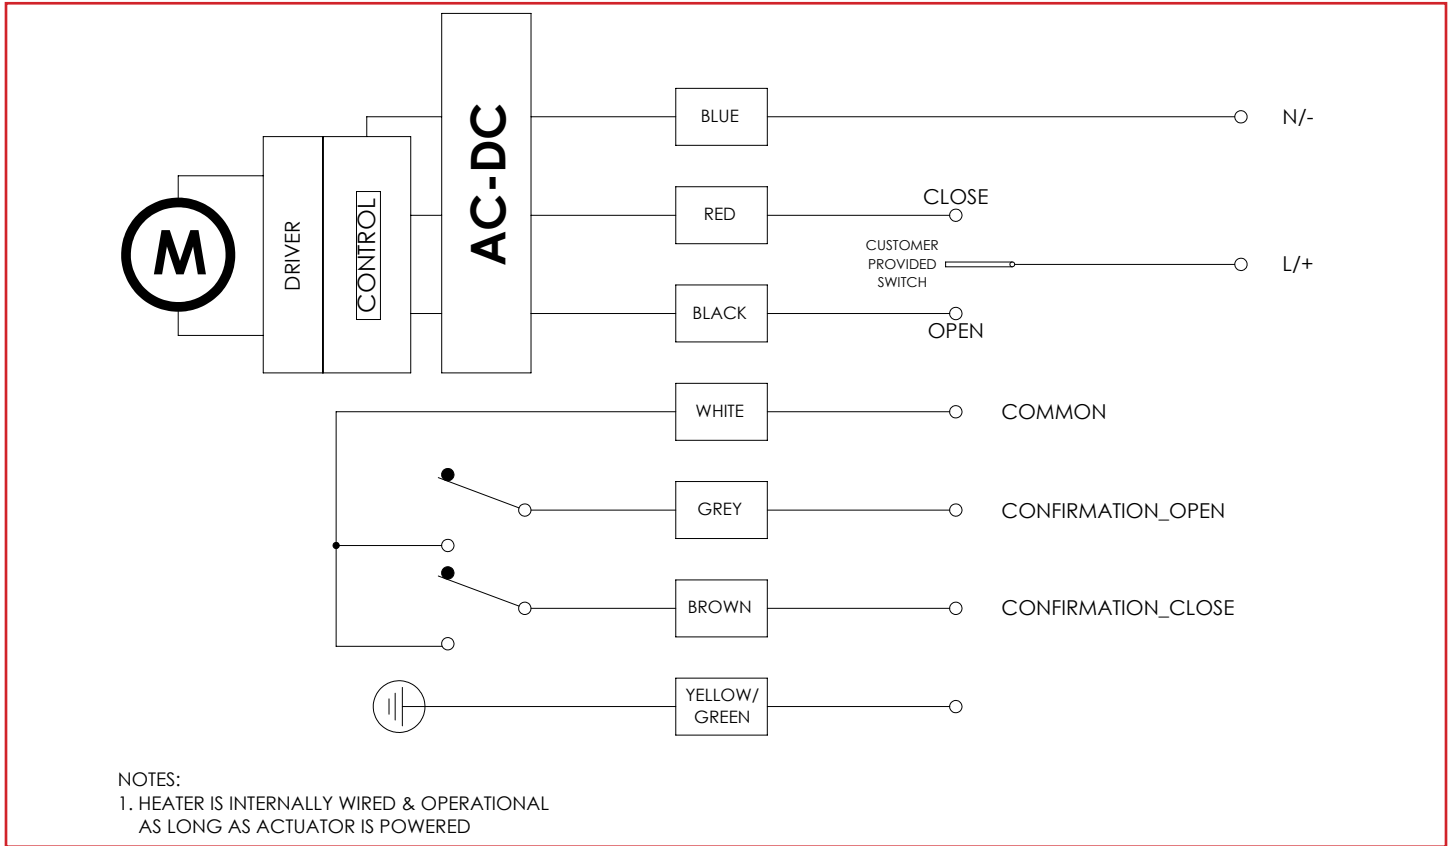 BLUE
N/-
AC-DC
RED
CLOSE
CUSTOMER
PROVIDED
SWITCH
L/+
M
DRIVER
CONTROL
BLACK
OPEN
WHITE
COMMON
GREY
CONFIRMATION_OPEN
BROWN
CONFIRMATION_CLOSE
YELLOW/
GREEN
NOTES:
1. HEATER IS INTERNALLY WIRED & OPERATIONAL
AS LONG AS ACTUATOR IS POWERED